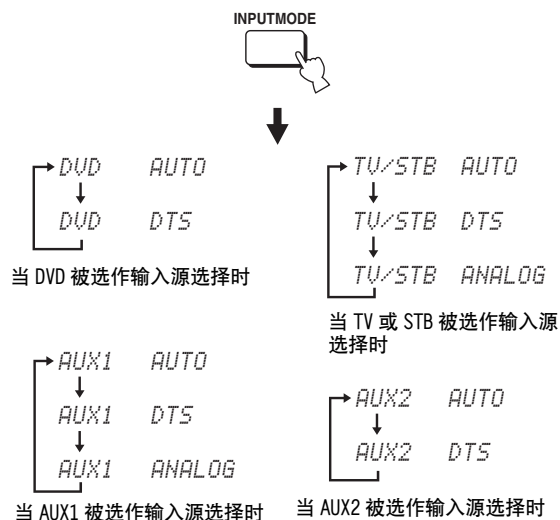 INPUTMODE
DVD AUTO
DVD DTS
当 DVD 被选作输入源选择时
TV/STB AUTO
TV/STB DTS
TV/STB ANALOG
当 TV 或 STB 被选作输入源
选择时
AUX1 AUTO
AUX1 DTS
AUX1 ANALOG
当 AUX1 被选作输入源选择时
AUX2 AUTO
AUX2 DTS
当 AUX2 被选作输入源选择时